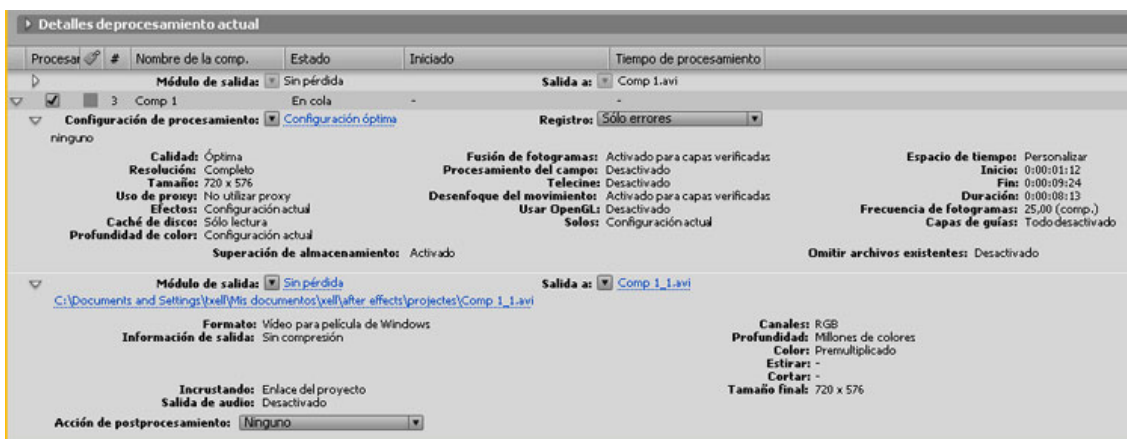 Detalles de procesamiento actual
Procesar # Nombre de la comp. Estado Iniciado Tiempo de procesamiento
Módulo de salida: Sin pérdida Salida a: Comp 1.avi
3 Comp 1 En cola - -
Configuración de procesamiento: Configuración óptima Registro: Sólo errores
ninguno
Calidad: Óptima Fusión de fotogramas: Activado para capas verificadas Espacio de tiempo: Personalizar
Resolución: Completo Procesamiento del campo: Desactivado Inicio: 0:00:01:12
Tamaño: 720 x 576 Telecine: Desactivado Fin: 0:00:09:24
Uso de proxy: No utilizar proxy Desenfoque del movimiento: Activado para capas verificadas Duración: 0:00:08:13
Efectos: Configuración actual Usar OpenGL: Desactivado Frecuencia de fotogramas: 25,00 (comp.)
Caché de disco: Sólo lectura Solos: Configuración actual Capas de guías: Todo desactivado
Profundidad de color: Configuración actual
Superación de almacenamiento: Activado Omitir archivos existentes: Desactivado
Módulo de salida: Sin pérdida Salida a: Comp 1_1.avi
C:\Documents and Settings\txell\Mis documentos\xell\after effects\projectes\Comp 1_1.avi
Formato: Vídeo para película de Windows Canales: RGB
Información de salida: Sin compresión Profundidad: Millones de colores
Color: Premultiplicado
Estirar: -
Cortar: -
Incrustando: Enlace del proyecto Tamaño final: 720 x 576
Salida de audio: Desactivado
Acción de postprocesamiento: Ninguno